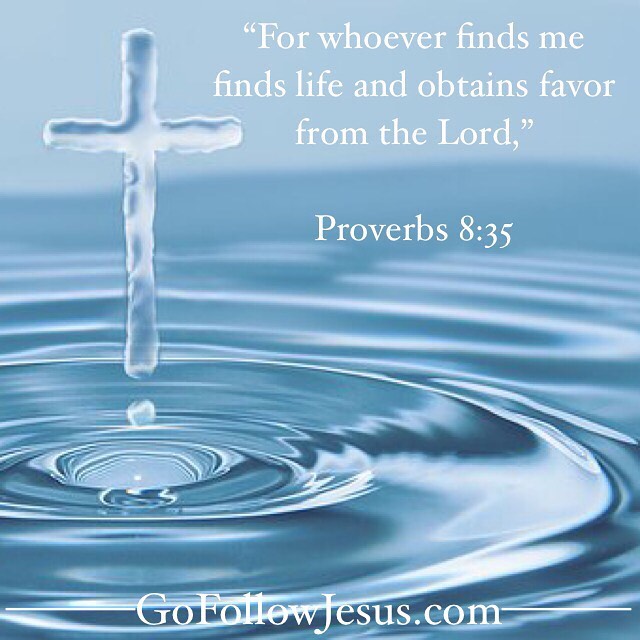 “For whoever finds me
finds life and obtains favor
from the Lord,”
Proverbs 8:35
GoFollowJesus.com